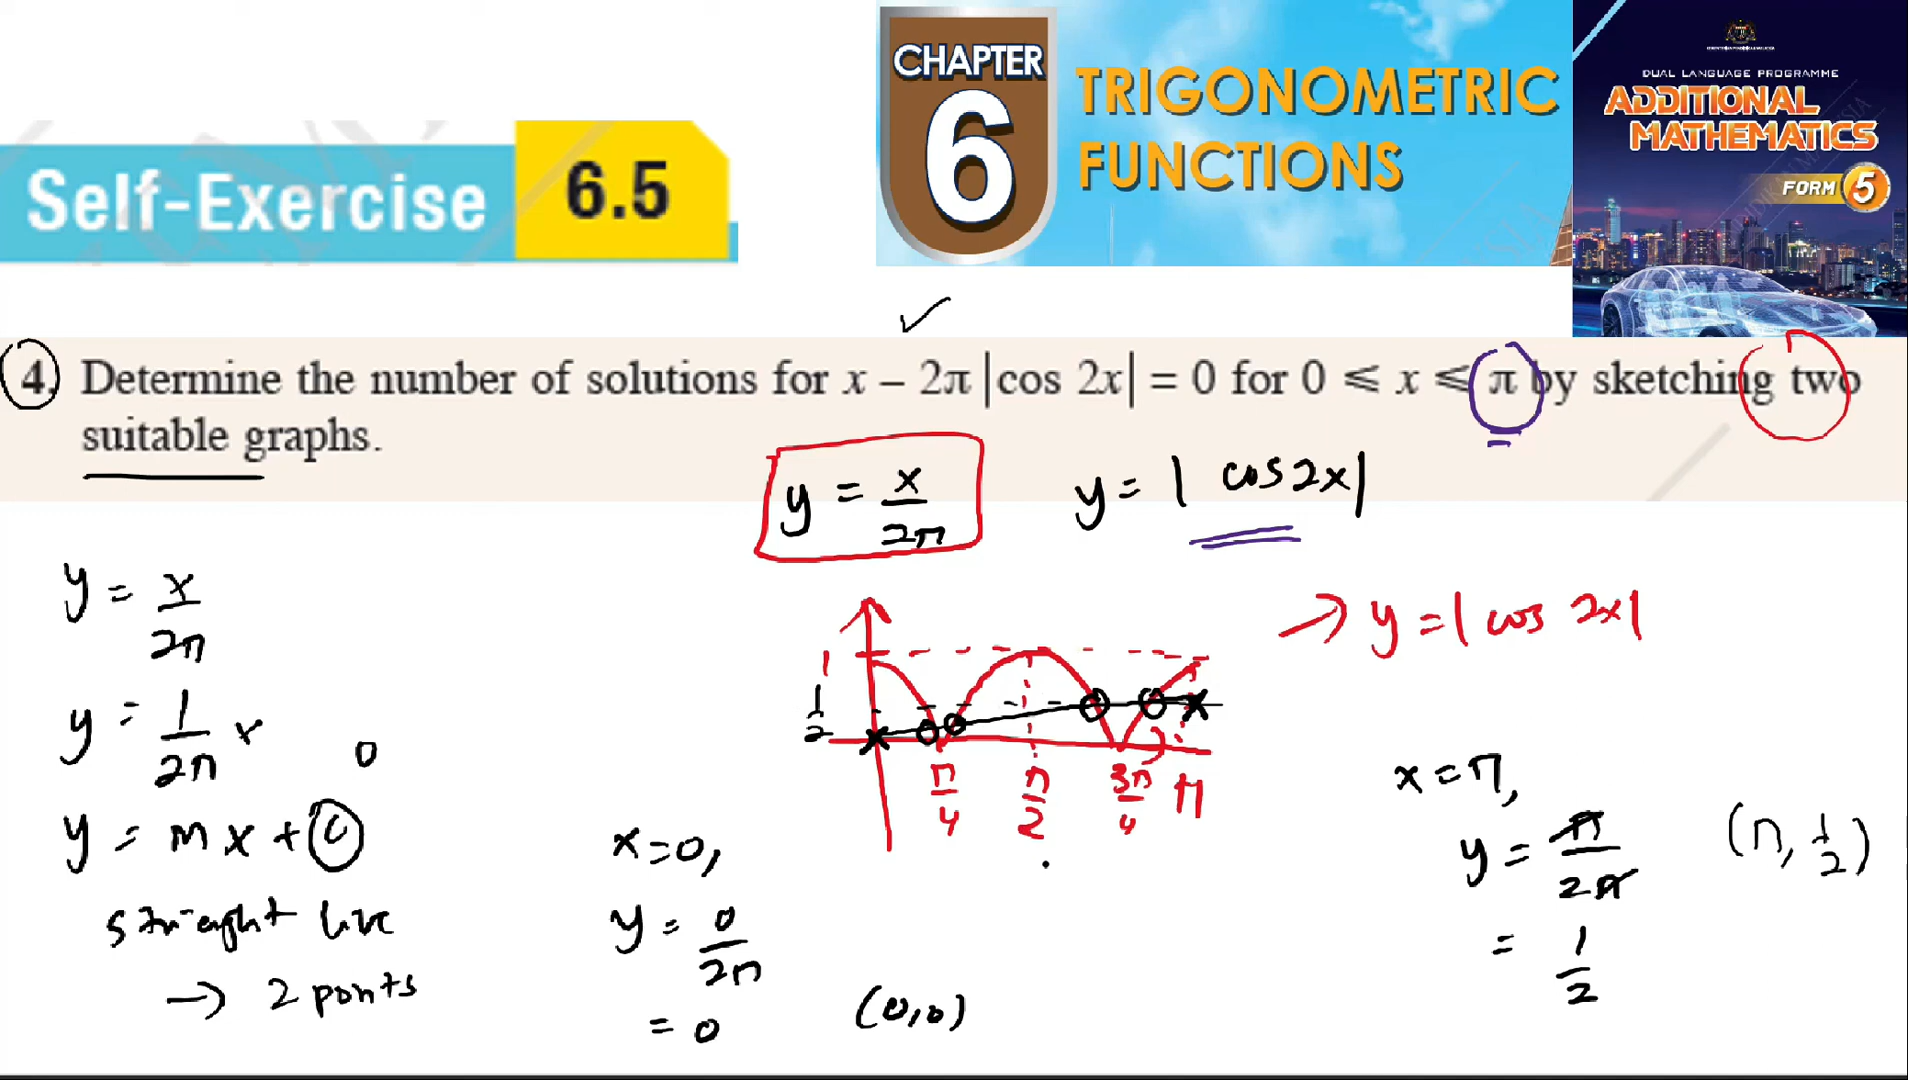 CHAPTER
6
TRIGONOMETRIC
FUNCTIONS
DUAL LANGUAGE PROGRAMME
ADDITIONAL
MATHEMATICS
FORM 5
Self-Exercise 6.5
✓
4. Determine the number of solutions for x – 2π|cos 2x| = 0 for 0 ⩽ x ⩽ π by sketching two
suitable graphs.
y = x/2π
y = |cos 2x|
y = x/2π
y = 1/2π x
0
y = mx + c
straight line
→ 2 points
→ y = |cos 2x|
1
1/2
π/4 π/2 3π/4 π
x = 0,
y = 0/2π
= 0
(0,0)
x = π,
y = π/2π
= 1/2
(π, 1/2)